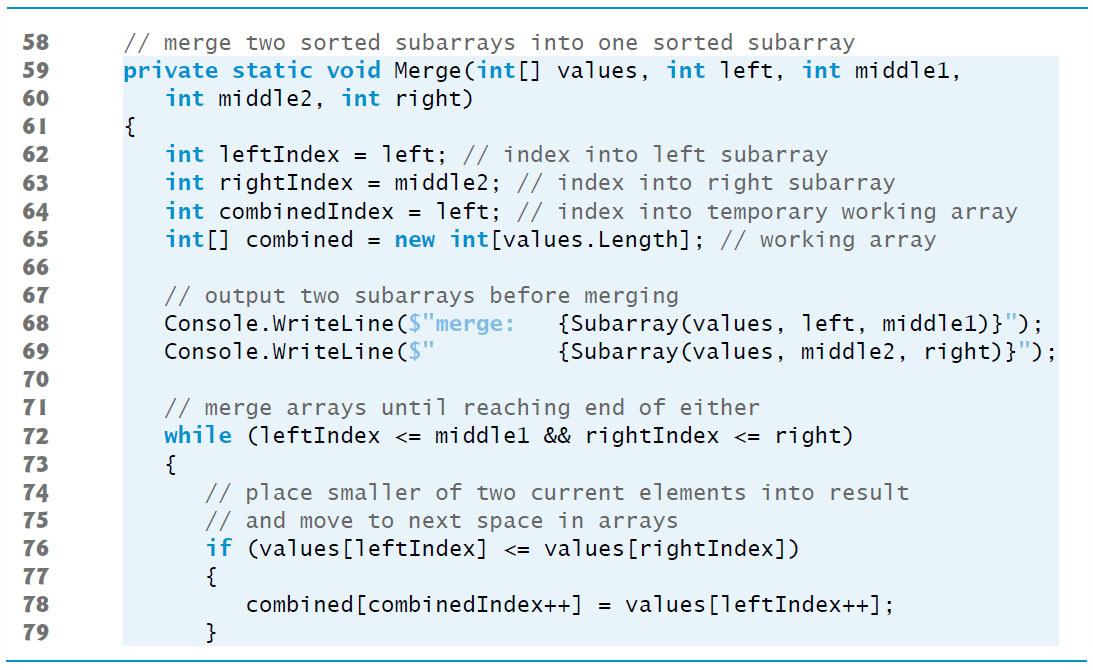 58 // merge two sorted subarrays into one sorted subarray
59 private static void Merge(int[] values, int left, int middle1,
60    int middle2, int right)
61 {
62    int leftIndex = left; // index into left subarray
63    int rightIndex = middle2; // index into right subarray
64    int combinedIndex = left; // index into temporary working array
65    int[] combined = new int[values.Length]; // working array
66
67    // output two subarrays before merging
68    Console.WriteLine($"merge:   {Subarray(values, left, middle1)}");
69    Console.WriteLine($"         {Subarray(values, middle2, right)}");
70
71    // merge arrays until reaching end of either
72    while (leftIndex <= middle1 && rightIndex <= right)
73    {
74       // place smaller of two current elements into result
75       // and move to next space in arrays
76       if (values[leftIndex] <= values[rightIndex])
77       {
78          combined[combinedIndex++] = values[leftIndex++];
79       }